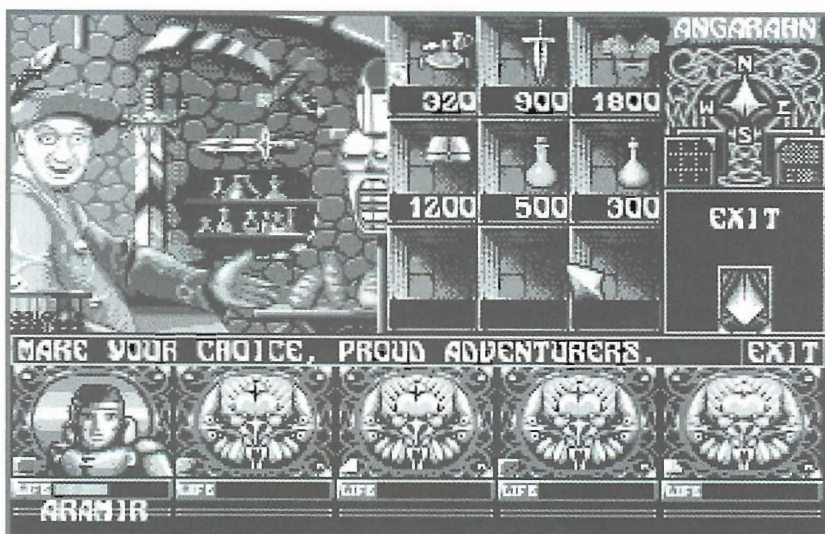 ANGARAHN
N
W E
S
320 900 1800
1200 500 300
EXIT
MAKE YOUR CHOICE, PROUD ADVENTURERS. EXIT
LIFE LIFE LIFE LIFE LIFE
ARAMIR